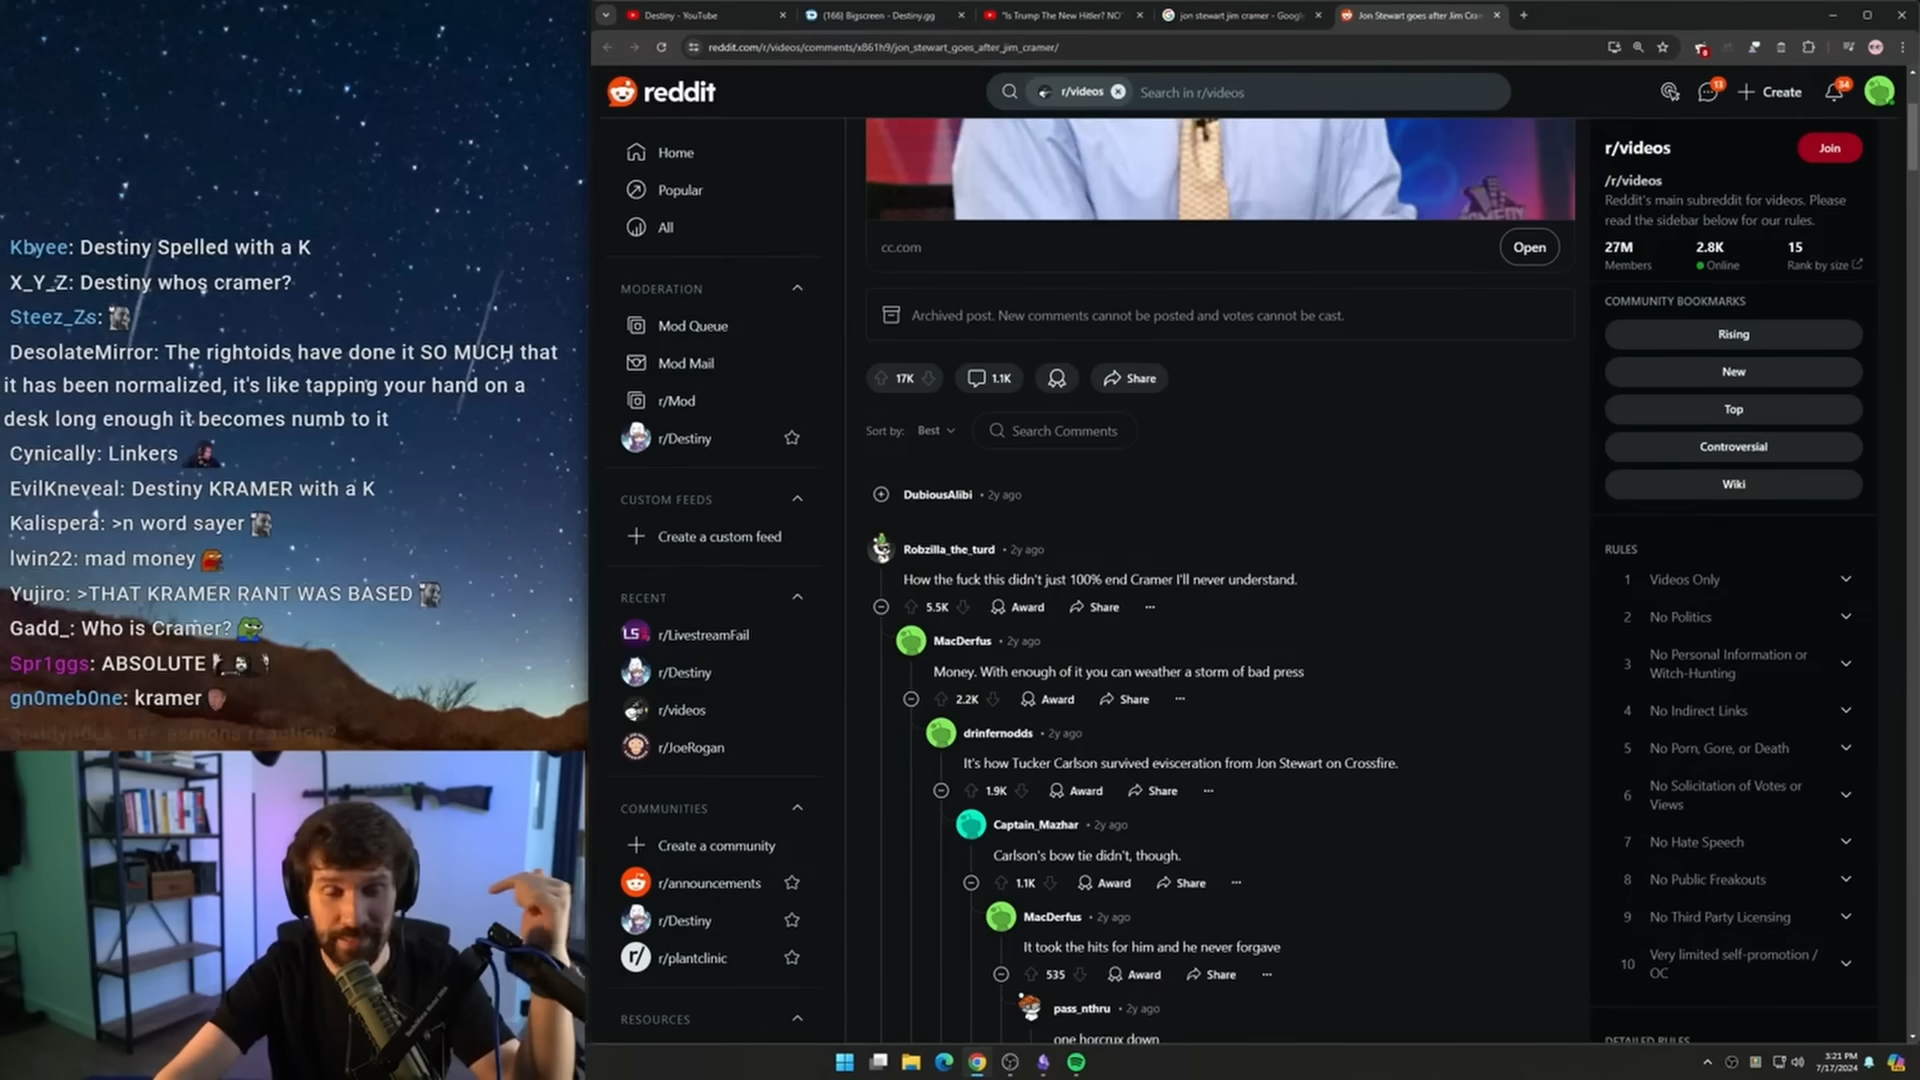 Destiny - YouTube
(166) Bigscreen - Destiny.gg
"Is Trump The New Hitler? NO"
jon stewart jim cramer - Googl
Jon Stewart goes after Jim Cra
reddit.com/r/videos/comments/x861h9/jon_stewart_goes_after_jim_cramer/
reddit
r/videos
Search in r/videos
13
Create
34
Home
Popular
All
MODERATION
Mod Queue
Mod Mail
r/Mod
r/Destiny
CUSTOM FEEDS
Create a custom feed
RECENT
r/LivestreamFail
r/Destiny
r/videos
r/JoeRogan
COMMUNITIES
Create a community
r/announcements
r/Destiny
r/plantclinic
RESOURCES
cc.com
Open
Archived post. New comments cannot be posted and votes cannot be cast.
17K
1.1K
Share
Sort by: Best
Search Comments
DubiousAlibi • 2y ago
Robzilla_the_turd • 2y ago
How the fuck this didn't just 100% end Cramer I'll never understand.
5.5K Award Share
MacDerfus • 2y ago
Money. With enough of it you can weather a storm of bad press
2.2K Award Share
drinfernodds • 2y ago
It's how Tucker Carlson survived evisceration from Jon Stewart on Crossfire.
1.9K Award Share
Captain_Mazhar • 2y ago
Carlson's bow tie didn't, though.
1.1K Award Share
MacDerfus • 2y ago
It took the hits for him and he never forgave
535 Award Share
pass_nthru • 2y ago
one horcrux down
r/videos
Join
/r/videos
Reddit's main subreddit for videos. Please
read the sidebar below for our rules.
27M 2.8K 15
Members Online Rank by size
COMMUNITY BOOKMARKS
Rising
New
Top
Controversial
Wiki
RULES
1 Videos Only
2 No Politics
3 No Personal Information or
Witch-Hunting
4 No Indirect Links
5 No Porn, Gore, or Death
6 No Solicitation of Votes or
Views
7 No Hate Speech
8 No Public Freakouts
9 No Third Party Licensing
10 Very limited self-promotion /
OC
DETAILED RULES
Kbyee: Destiny Spelled with a K
X_Y_Z: Destiny whos cramer?
Steez_Zs:
DesolateMirror: The rightoids have done it SO MUCH that
it has been normalized, it's like tapping your hand on a
desk long enough it becomes numb to it
Cynically: Linkers
EvilKneveal: Destiny KRAMER with a K
Kalispera: >n word sayer
lwin22: mad money
Yujiro: >THAT KRAMER RANT WAS BASED
Gadd_: Who is Cramer?
Spr1ggs: ABSOLUTE
gn0meb0ne: kramer
3:21 PM
7/17/2024